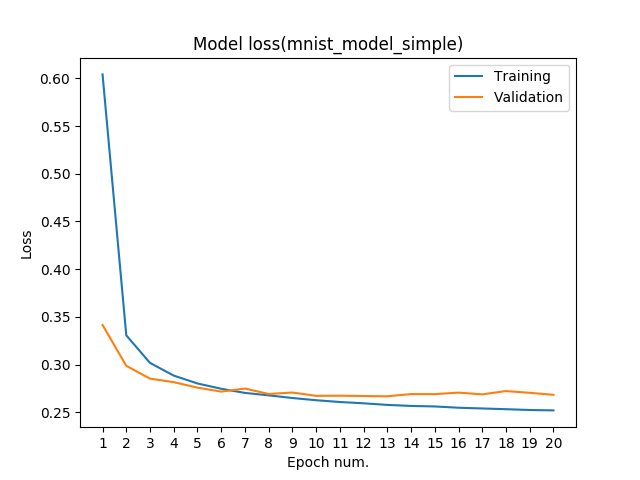 Model loss(mnist_model_simple)
Training
Validation
0.60
0.55
0.50
0.45
0.40
0.35
0.30
0.25
Loss
1 2 3 4 5 6 7 8 9 10 11 12 13 14 15 16 17 18 19 20
Epoch num.